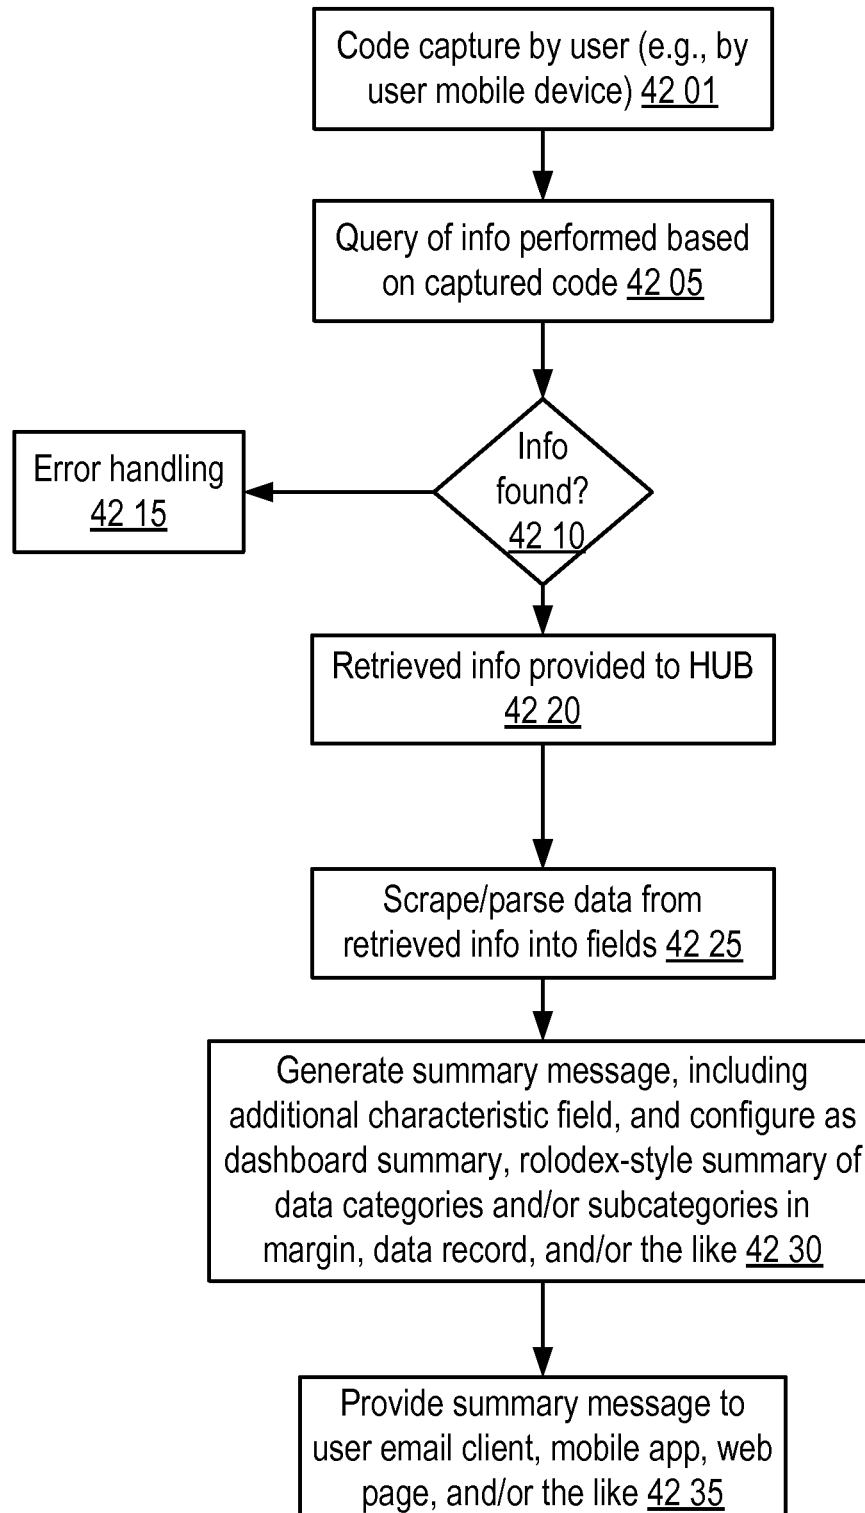 Code capture by user (e.g., by
user mobile device) 42 01
Query of info performed based
on captured code 42 05
Info
found?
42 10
Error handling
42 15
Retrieved info provided to HUB
42 20
Scrape/parse data from
retrieved info into fields 42 25
Generate summary message, including
additional characteristic field, and configure as
dashboard summary, rolodex-style summary of
data categories and/or subcategories in
margin, data record, and/or the like 42 30
Provide summary message to
user email client, mobile app, web
page, and/or the like 42 35